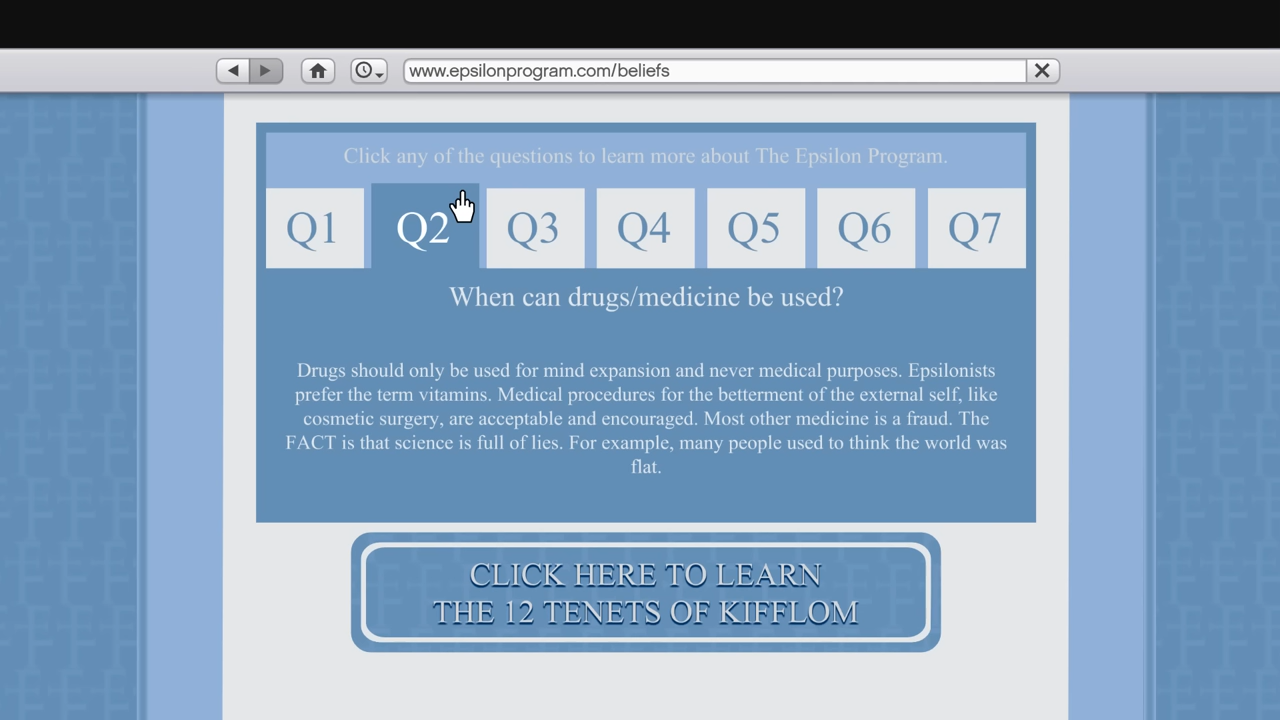 www.epsilonprogram.com/beliefs
Click any of the questions to learn more about The Epsilon Program.
Q1 Q2 Q3 Q4 Q5 Q6 Q7
When can drugs/medicine be used?
Drugs should only be used for mind expansion and never medical purposes. Epsilonists
prefer the term vitamins. Medical procedures for the betterment of the external self, like
cosmetic surgery, are acceptable and encouraged. Most other medicine is a fraud. The
FACT is that science is full of lies. For example, many people used to think the world was
flat.
CLICK HERE TO LEARN
THE 12 TENETS OF KIFFLOM